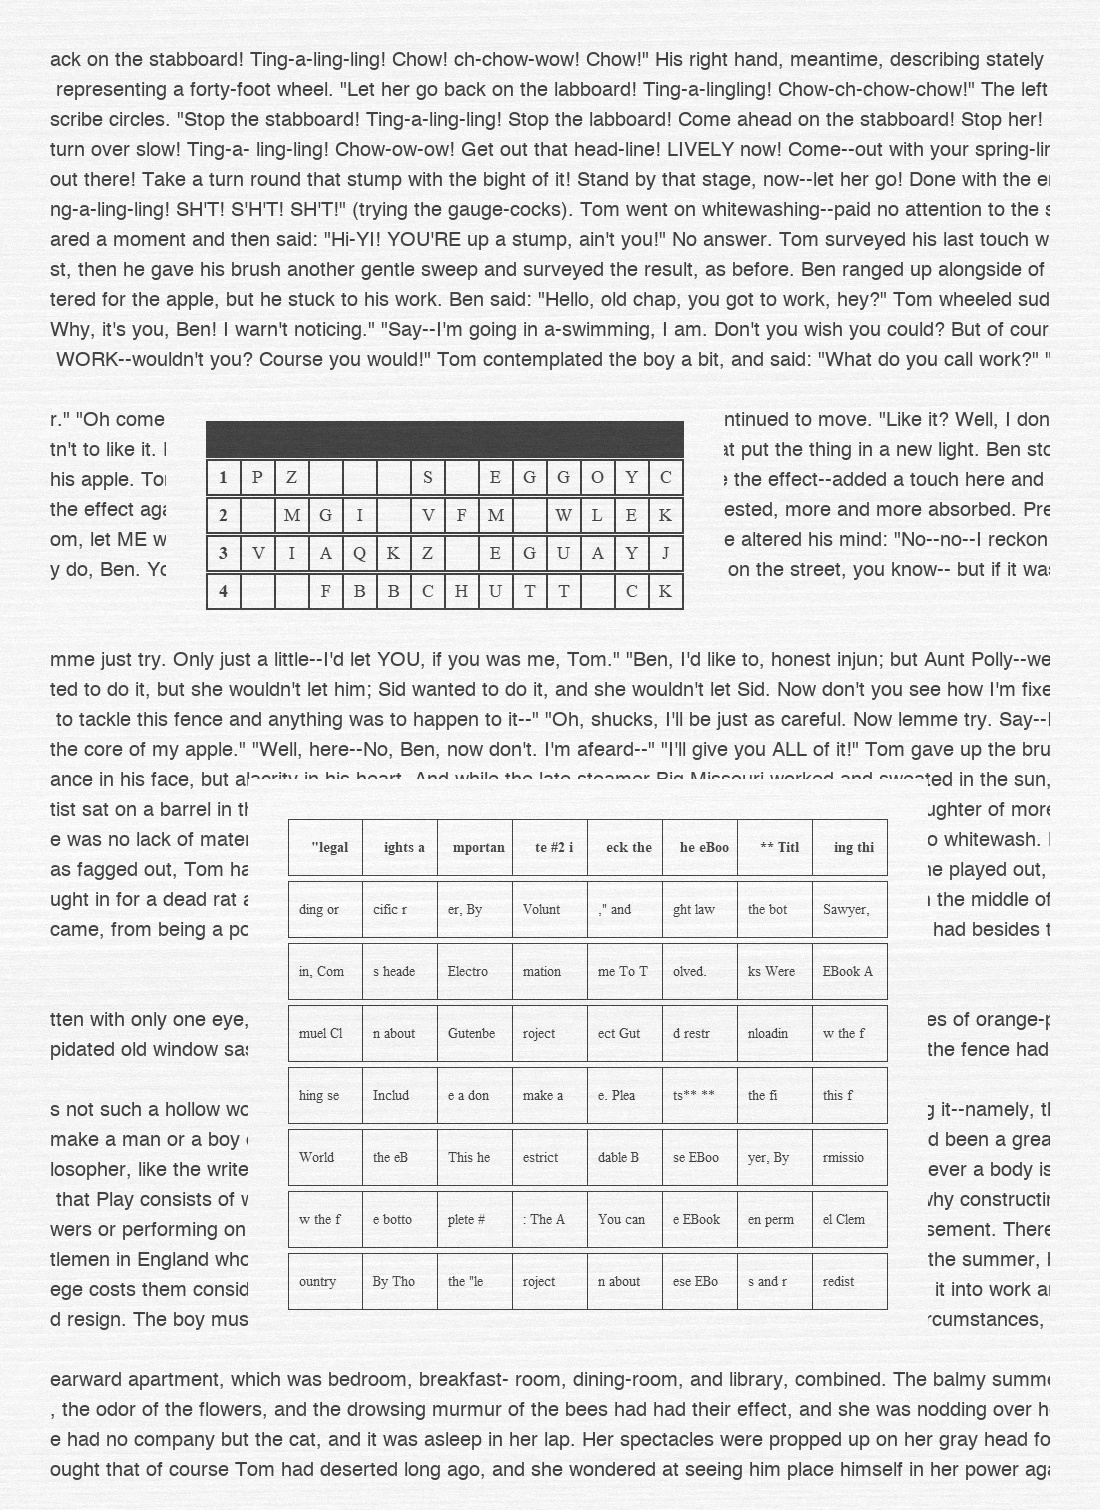 ack on the stabboard! Ting-a-ling-ling! Chow! ch-chow-wow! Chow!" His right hand, meantime, describing stately
representing a forty-foot wheel. "Let her go back on the labboard! Ting-a-lingling! Chow-ch-chow-chow!" The left
scribe circles. "Stop the stabboard! Ting-a-ling-ling! Stop the labboard! Come ahead on the stabboard! Stop her!
turn over slow! Ting-a- ling-ling! Chow-ow-ow! Get out that head-line! LIVELY now! Come--out with your spring-lin
out there! Take a turn round that stump with the bight of it! Stand by that stage, now--let her go! Done with the en
ng-a-ling-ling! SH'T! S'H'T! SH'T!" (trying the gauge-cocks). Tom went on whitewashing--paid no attention to the s
ared a moment and then said: "Hi-YI! YOU'RE up a stump, ain't you!" No answer. Tom surveyed his last touch w
st, then he gave his brush another gentle sweep and surveyed the result, as before. Ben ranged up alongside of
tered for the apple, but he stuck to his work. Ben said: "Hello, old chap, you got to work, hey?" Tom wheeled sud
Why, it's you, Ben! I warn't noticing." "Say--I'm going in a-swimming, I am. Don't you wish you could? But of cour
WORK--wouldn't you? Course you would!" Tom contemplated the boy a bit, and said: "What do you call work?" "
r." "Oh come ntinued to move. "Like it? Well, I don
tn't to like it. at put the thing in a new light. Ben sto
his apple. To the effect--added a touch here and
the effect aga ested, more and more absorbed. Pre
om, let ME w e altered his mind: "No--no--I reckon
y do, Ben. Yo on the street, you know-- but if it was
1 P Z S E G G O Y C
2 M G I V F M W L E K
3 V I A Q K Z E G U A Y J
4 F B B C H U T T C K
mme just try. Only just a little--I'd let YOU, if you was me, Tom." "Ben, I'd like to, honest injun; but Aunt Polly--we
ted to do it, but she wouldn't let him; Sid wanted to do it, and she wouldn't let Sid. Now don't you see how I'm fixe
to tackle this fence and anything was to happen to it--" "Oh, shucks, I'll be just as careful. Now lemme try. Say--I
the core of my apple." "Well, here--No, Ben, now don't. I'm afeard--" "I'll give you ALL of it!" Tom gave up the bru
ance in his face, but alacrity in his heart. And while the late steamer Big Missouri worked and sweated in the sun,
tist sat on a barrel in th ughter of more
e was no lack of mater o whitewash.
as fagged out, Tom ha he played out,
ught in for a dead rat a the middle of
came, from being a po had besides t
tten with only one eye, es of orange-p
pidated old window sas the fence had
s not such a hollow wo g it--namely, th
make a man or a boy d been a grea
losopher, like the write ever a body is
that Play consists of w why constructin
wers or performing on sement. There
tlemen in England who the summer,
ege costs them consid it into work an
d resign. The boy mus rcumstances,
"legal ights a mportan te #2 i eck the he eBoo ** Titl ing thi
ding or cific r er, By Volunt ," and ght law the bot Sawyer,
in, Com s heade Electro mation me To T olved. ks Were EBook A
muel Cl n about Gutenbe roject ect Gut d restr nloadin w the f
hing se Includ e a don make a e. Plea ts** ** the fi this f
World the eB This he estrict dable B se EBoo yer, By rmissio
w the f e botto plete # : The A You can e EBook en perm el Clem
ountry By Tho the "le roject n about ese EBo s and r redist
earward apartment, which was bedroom, breakfast- room, dining-room, and library, combined. The balmy summe
, the odor of the flowers, and the drowsing murmur of the bees had had their effect, and she was nodding over he
e had no company but the cat, and it was asleep in her lap. Her spectacles were propped up on her gray head fo
ought that of course Tom had deserted long ago, and she wondered at seeing him place himself in her power aga